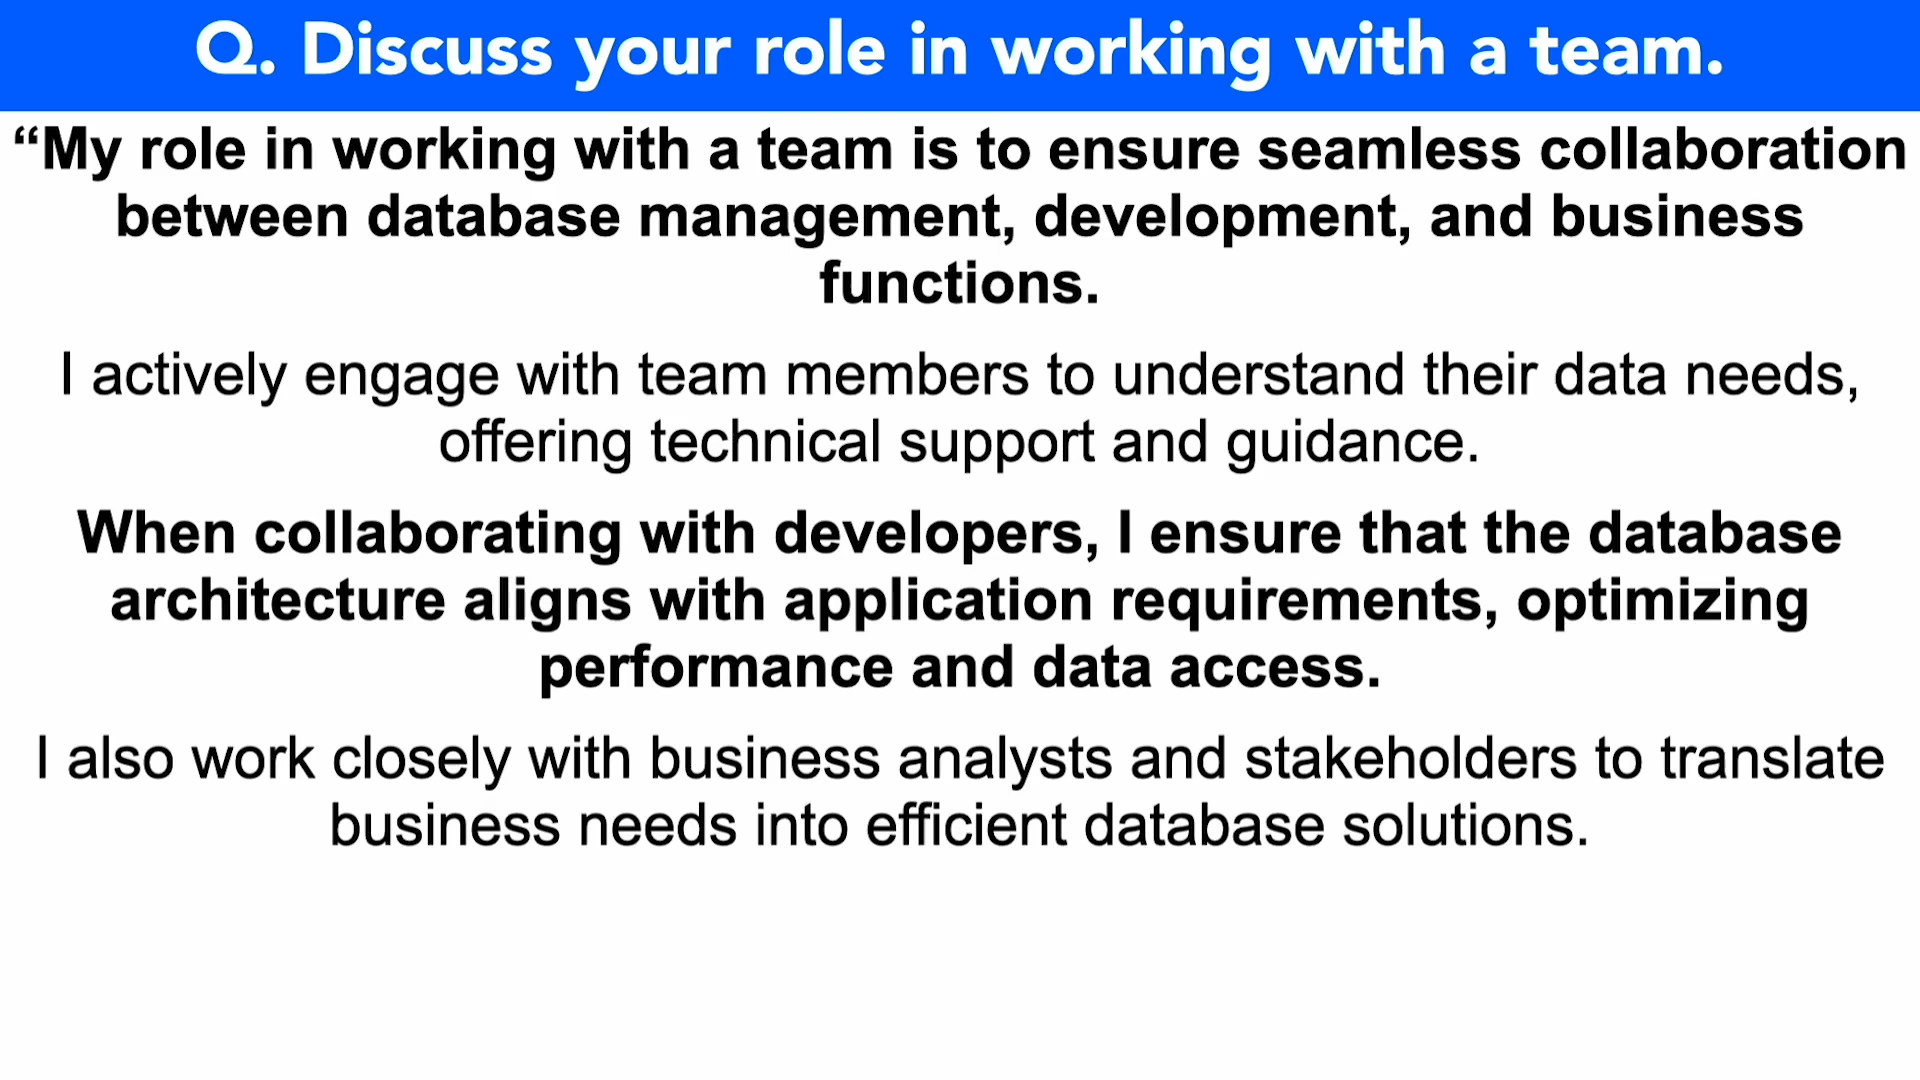 Q. Discuss your role in working with a team.
“My role in working with a team is to ensure seamless collaboration
between database management, development, and business
functions.
I actively engage with team members to understand their data needs,
offering technical support and guidance.
When collaborating with developers, I ensure that the database
architecture aligns with application requirements, optimizing
performance and data access.
I also work closely with business analysts and stakeholders to translate
business needs into efficient database solutions.